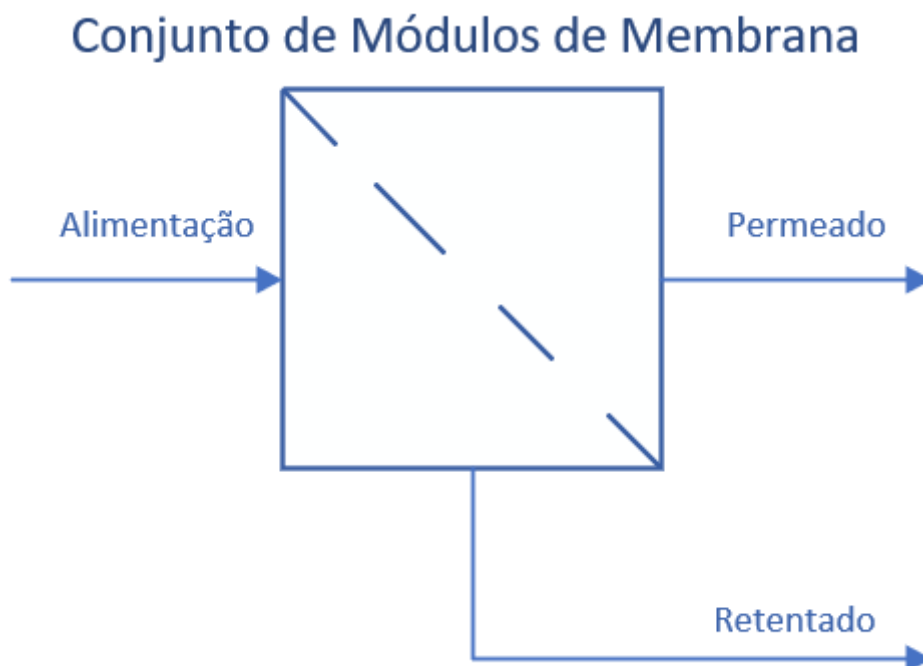 Conjunto de Módulos de Membrana
Alimentação
Permeado
Retentado